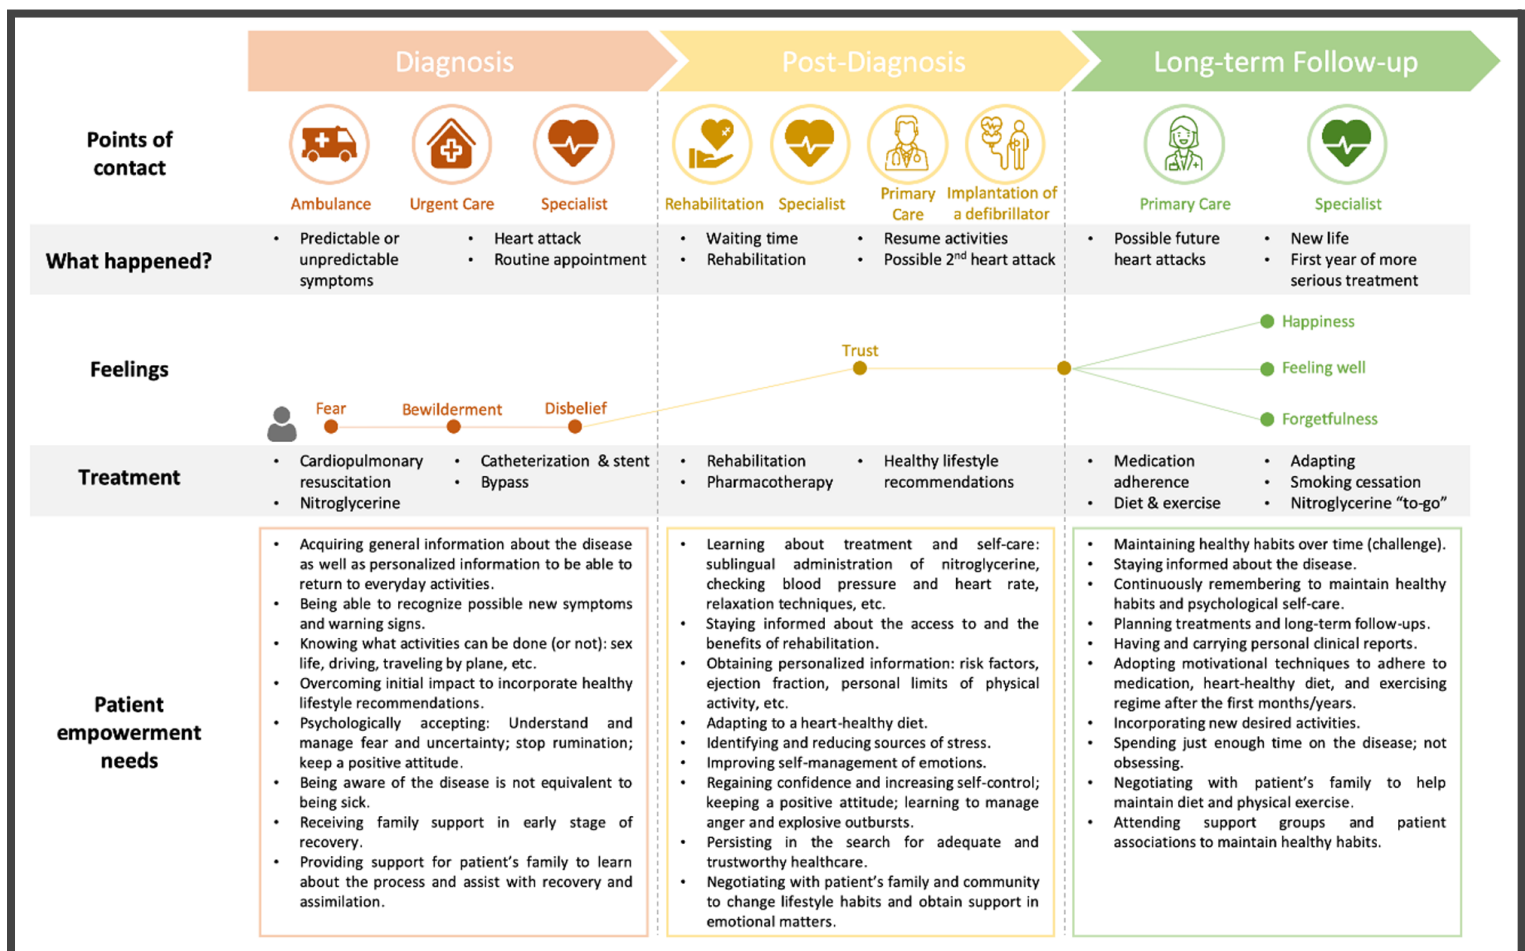 Diagnosis
Post-Diagnosis
Long-term Follow-up
Points of
contact
Ambulance
Urgent Care
Specialist
Rehabilitation
Specialist
Primary
Care
Implantation of
a defibrillator
Primary Care
Specialist
What happened?
• Predictable or
unpredictable
symptoms
• Heart attack
• Routine appointment
• Waiting time
• Rehabilitation
• Resume activities
• Possible 2nd heart attack
• Possible future
heart attacks
• New life
• First year of more
serious treatment
Feelings
Fear
Bewilderment
Disbelief
Trust
Happiness
Feeling well
Forgetfulness
Treatment
• Cardiopulmonary
resuscitation
• Nitroglycerine
• Catheterization & stent
• Bypass
• Rehabilitation
• Pharmacotherapy
• Healthy lifestyle
recommendations
• Medication
adherence
• Diet & exercise
• Adapting
• Smoking cessation
• Nitroglycerine “to-go”
Patient
empowerment
needs
• Acquiring general information about the disease
as well as personalized information to be able to
return to everyday activities.
• Being able to recognize possible new symptoms
and warning signs.
• Knowing what activities can be done (or not): sex
life, driving, traveling by plane, etc.
• Overcoming initial impact to incorporate healthy
lifestyle recommendations.
• Psychologically accepting: Understand and
manage fear and uncertainty; stop rumination;
keep a positive attitude.
• Being aware of the disease is not equivalent to
being sick.
• Receiving family support in early stage of
recovery.
• Providing support for patient’s family to learn
about the process and assist with recovery and
assimilation.
• Learning about treatment and self-care:
sublingual administration of nitroglycerine,
checking blood pressure and heart rate,
relaxation techniques, etc.
• Staying informed about the access to and the
benefits of rehabilitation.
• Obtaining personalized information: risk factors,
ejection fraction, personal limits of physical
activity, etc.
• Adapting to a heart-healthy diet.
• Identifying and reducing sources of stress.
• Improving self-management of emotions.
• Regaining confidence and increasing self-control;
keeping a positive attitude; learning to manage
anger and explosive outbursts.
• Persisting in the search for adequate and
trustworthy healthcare.
• Negotiating with patient’s family and community
to change lifestyle habits and obtain support in
emotional matters.
• Maintaining healthy habits over time (challenge).
• Staying informed about the disease.
• Continuously remembering to maintain healthy
habits and psychological self-care.
• Planning treatments and long-term follow-ups.
• Having and carrying personal clinical reports.
• Adopting motivational techniques to adhere to
medication, heart-healthy diet, and exercising
regime after the first months/years.
• Incorporating new desired activities.
• Spending just enough time on the disease; not
obsessing.
• Negotiating with patient’s family to help
maintain diet and physical exercise.
• Attending support groups and patient
associations to maintain healthy habits.